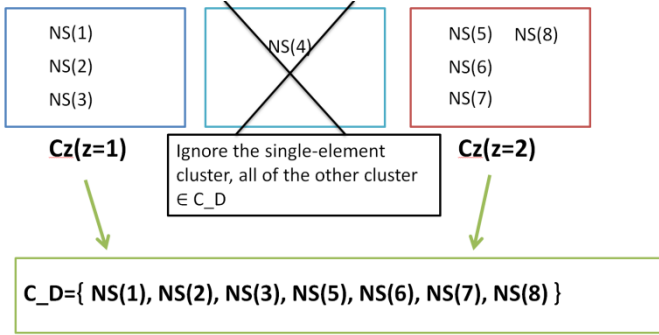 NS(1)
NS(2)
NS(3)
NS(4)
NS(5) NS(8)
NS(6)
NS(7)
Cz(z=1)
Ignore the single-element
cluster, all of the other cluster
∈ C_D
Cz(z=2)
C_D={ NS(1), NS(2), NS(3), NS(5), NS(6), NS(7), NS(8) }